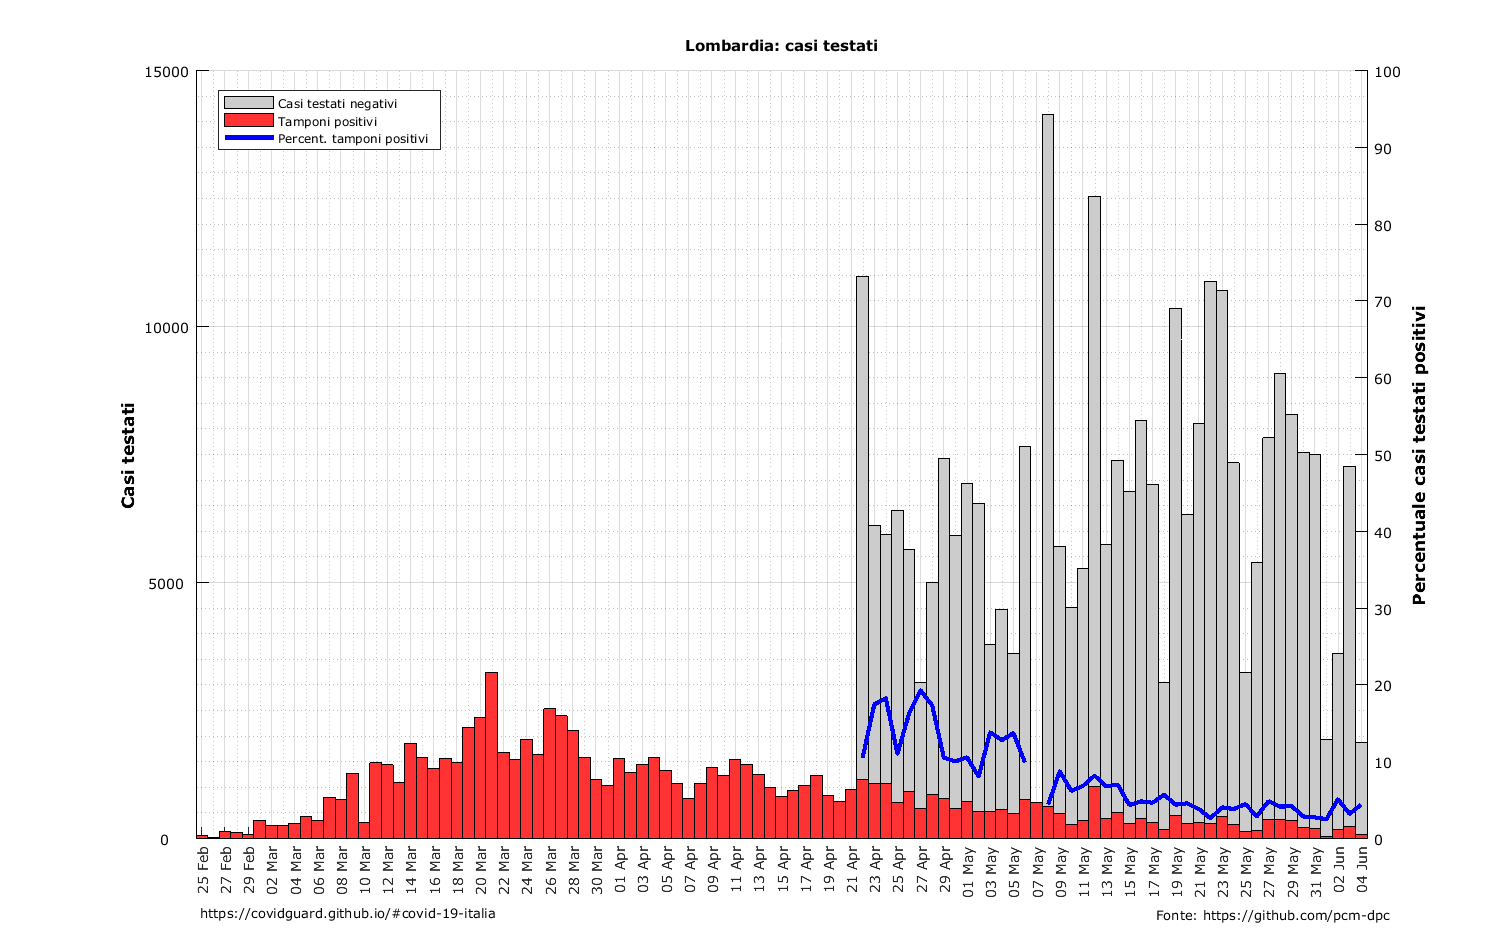 Lombardia: casi testati
Casi testati negativi
Tamponi positivi
Percent. tamponi positivi
Casi testati
15000
10000
5000
0
100
90
80
70
60
50
40
30
20
10
0
Percentuale casi testati positivi
25 Feb
27 Feb
29 Feb
02 Mar
04 Mar
06 Mar
08 Mar
10 Mar
12 Mar
14 Mar
16 Mar
18 Mar
20 Mar
22 Mar
24 Mar
26 Mar
28 Mar
30 Mar
01 Apr
03 Apr
05 Apr
07 Apr
09 Apr
11 Apr
13 Apr
15 Apr
17 Apr
19 Apr
21 Apr
23 Apr
25 Apr
27 Apr
29 Apr
01 May
03 May
05 May
07 May
09 May
11 May
13 May
15 May
17 May
19 May
21 May
23 May
25 May
27 May
29 May
31 May
02 Jun
04 Jun
https://covidguard.github.io/#covid-19-italia
Fonte: https://github.com/pcm-dpc